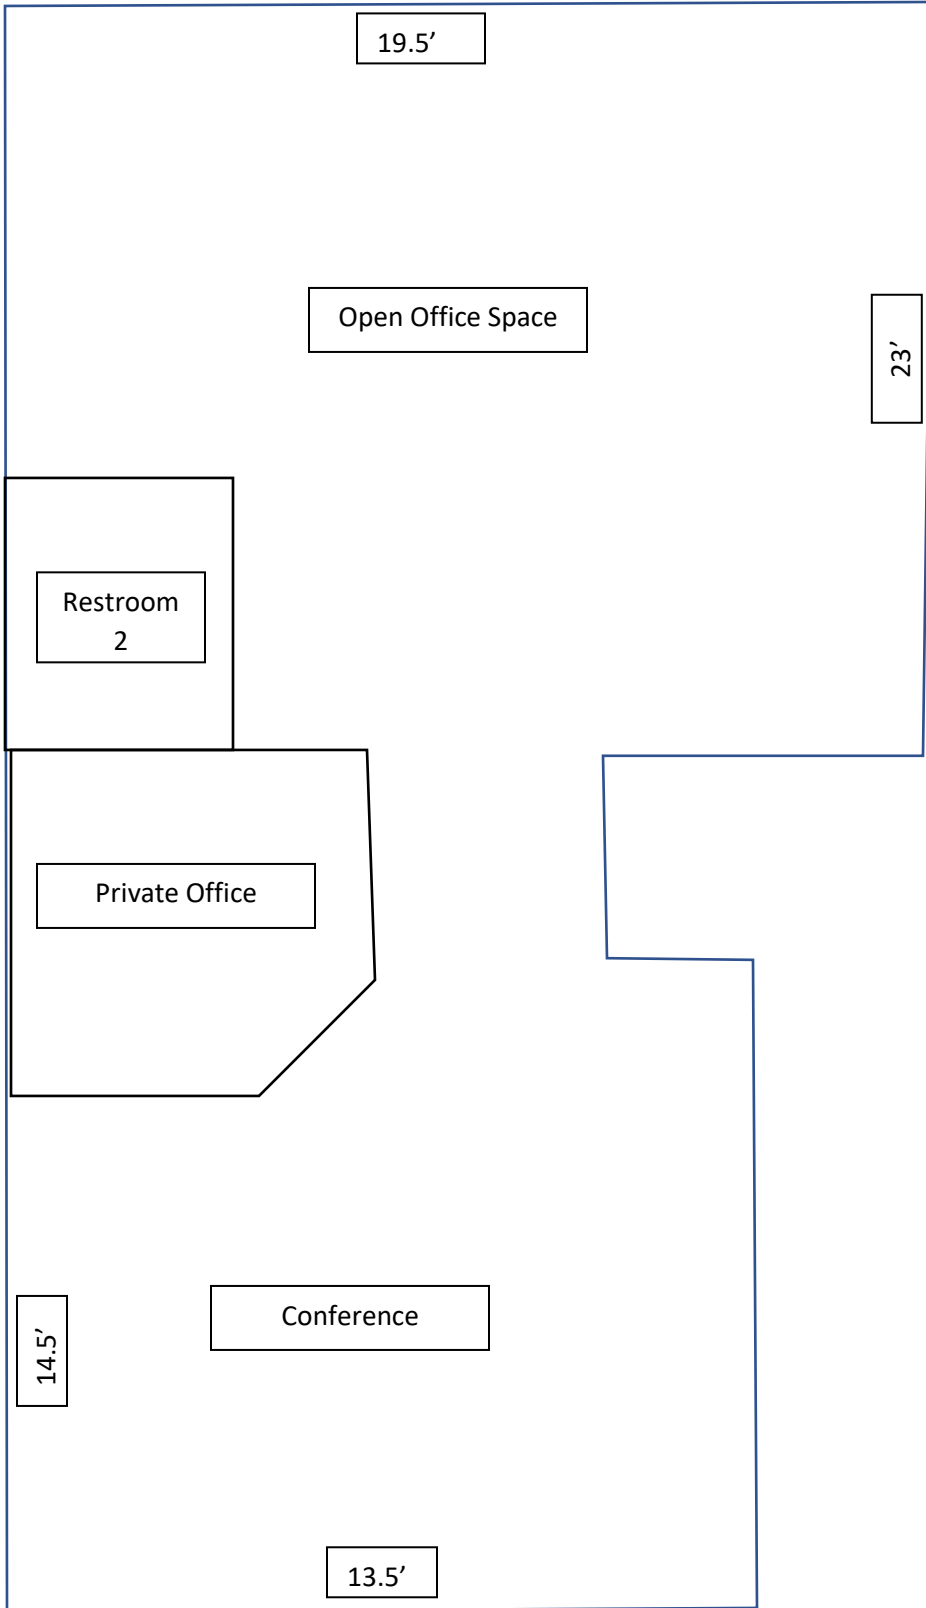 19.5’
Open Office Space
23’
Restroom
2
Private Office
Conference
14.5’
13.5’